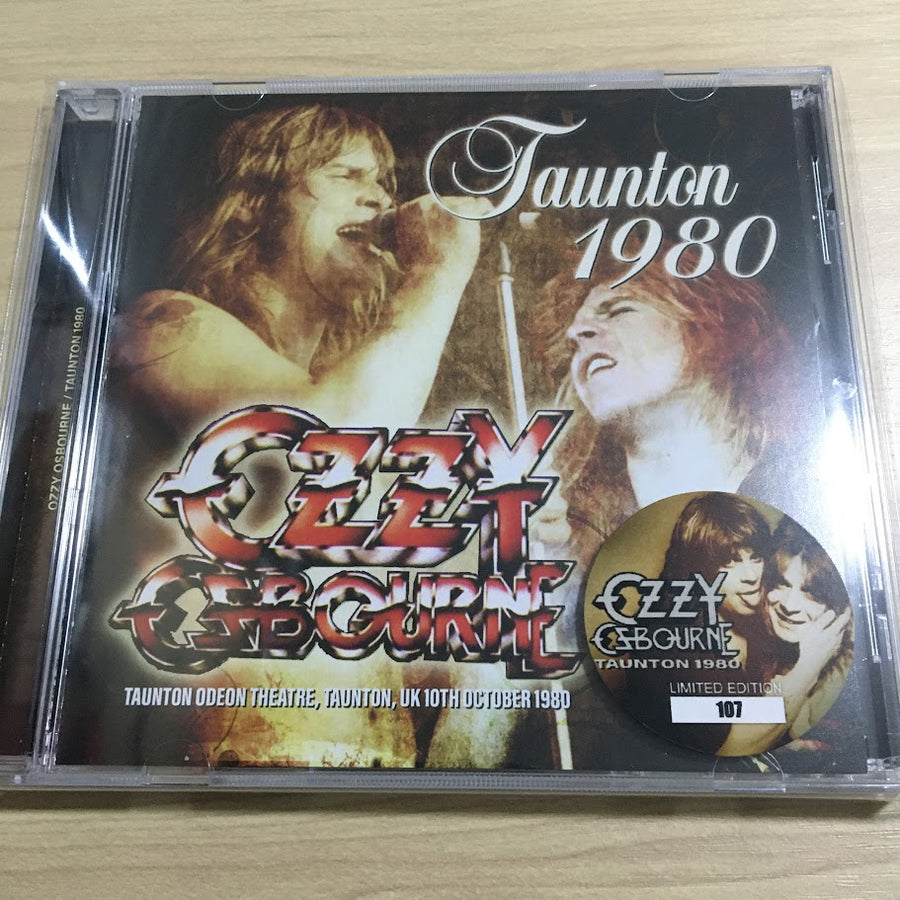 Taunton
1980
OZZY OSBOURNE / TAUNTON 1980
OZZY
OSBOURNE
TAUNTON ODEON THEATRE, TAUNTON, UK 10TH OCTOBER 1980
OZZY
OSBOURNE
TAUNTON 1980
LIMITED EDITION
107